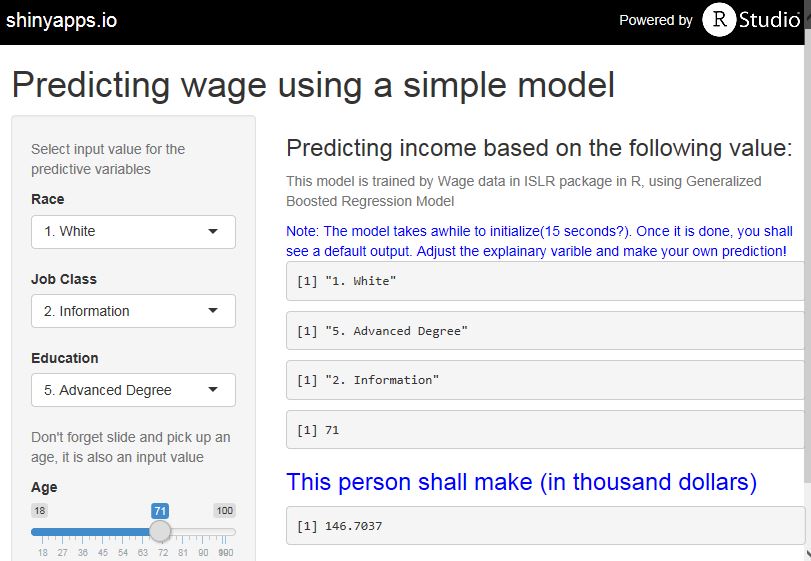 shinyapps.io
Powered by R Studio
Predicting wage using a simple model
Select input value for the
predictive variables
Race
1. White
Job Class
2. Information
Education
5. Advanced Degree
Don't forget slide and pick up an
age, it is also an input value
Age
18 71 100
18 27 36 45 54 63 72 81 90 100
Predicting income based on the following value:
This model is trained by Wage data in ISLR package in R, using Generalized
Boosted Regression Model
Note: The model takes awhile to initialize(15 seconds?). Once it is done, you shall
see a default output. Adjust the explainary varible and make your own prediction!
[1] "1. White"
[1] "5. Advanced Degree"
[1] "2. Information"
[1] 71
This person shall make (in thousand dollars)
[1] 146.7037